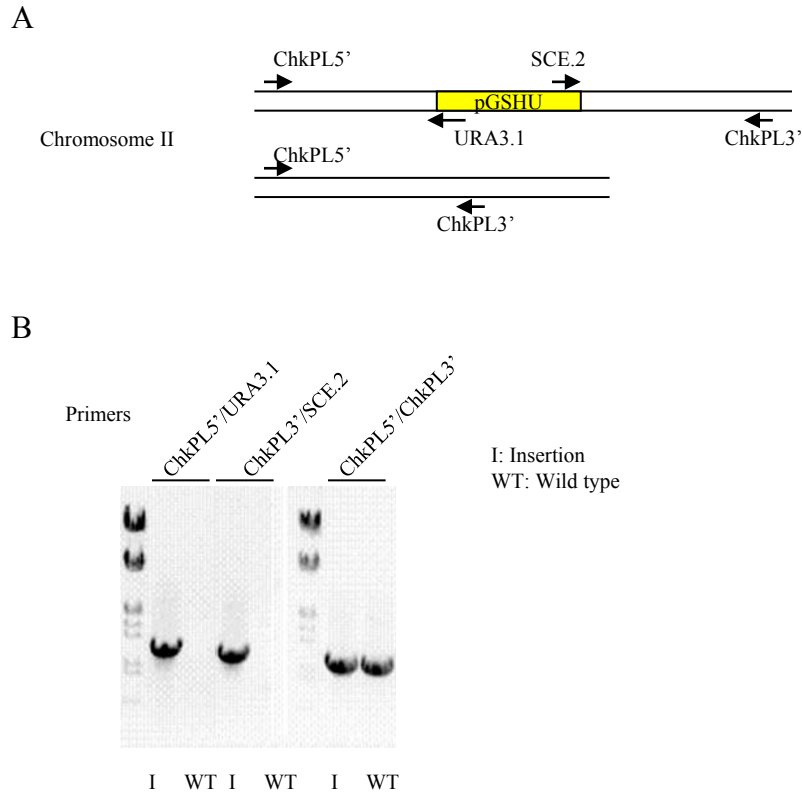 A
ChkPL5’
SCE.2
pGSHU
URA3.1
ChkPL3’
Chromosome II
ChkPL5’
ChkPL3’
B
Primers
ChkPL5’/URA3.1
ChkPL3’/SCE.2
ChkPL5’/ChkPL3’
I: Insertion
WT: Wild type
I WT I WT I WT